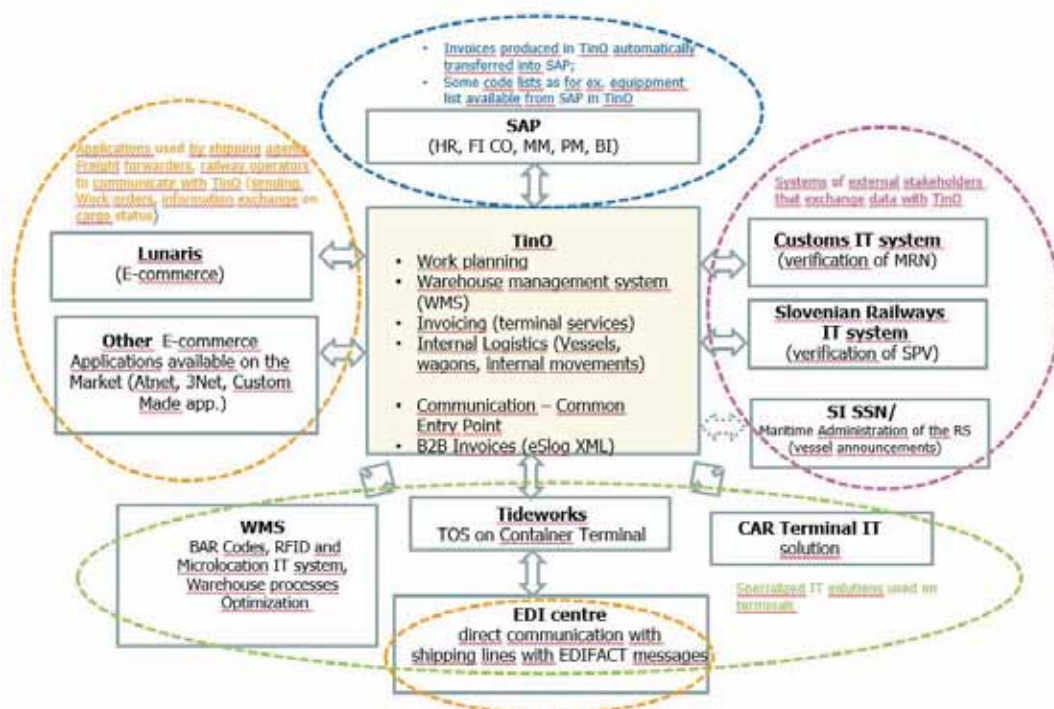 • Invoices produced in TinO automatically
transferred into SAP;
• Some code lists as for ex. equippment
list available from SAP in TinO
SAP
(HR, FI CO, MM, PM, BI)
Applications used by shipping agents,
Freight forwarders, railway operators
to communicate with TinO (sending
Work orders, information exchange on
cargo status)
Lunaris
(E-commerce)
Other E-commerce
Applications available on the
Market (Atnet, 3Net, Custom
Made app.)
TinO
• Work planning
• Warehouse management system
(WMS)
• Invoicing (terminal services)
• Internal Logistics (Vessels,
wagons, internal movements)
• Communication – Common
Entry Point
• B2B Invoices (eSlog XML)
Systems of external stakeholders
that exchange data with TinO
Customs IT system
(verification of MRN)
Slovenian Railways
IT system
(verification of SPV)
SI SSN/
Maritime Administration of the RS
(vessel announcements)
WMS
BAR Codes, RFID and
Microlocation IT system,
Warehouse processes
Optimization
Tideworks
TOS on Container Terminal
CAR Terminal IT
solution
Specialized IT solutions used on
terminals
EDI centre
direct communication with
shipping lines with EDIFACT messages